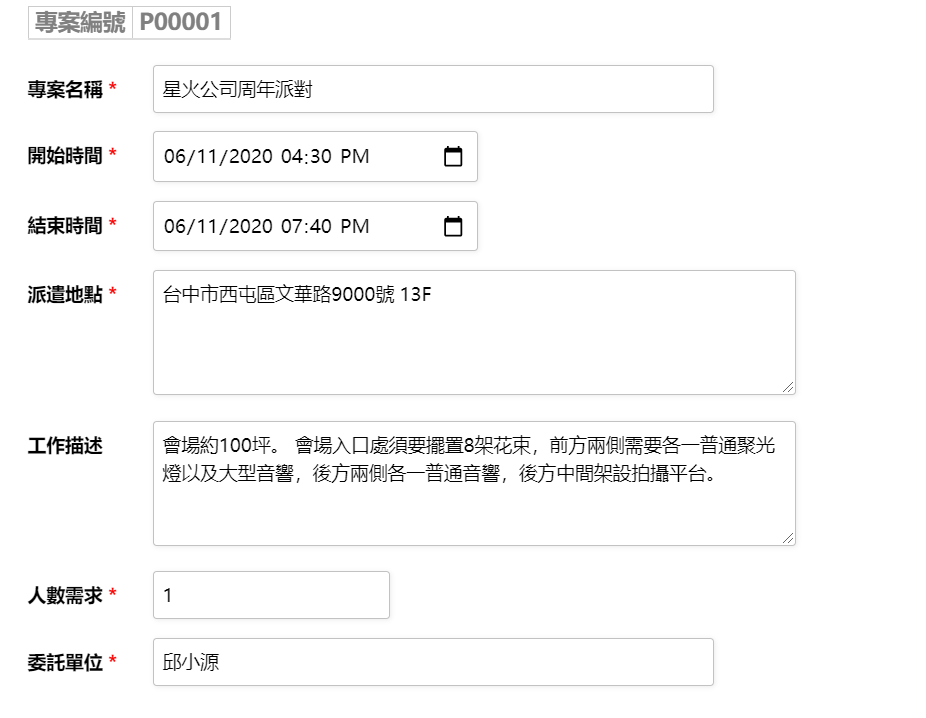 專案編號 P00001
專案名稱 * 星火公司周年派對
開始時間 * 06/11/2020 04:30 PM
結束時間 * 06/11/2020 07:40 PM
派遣地點 * 台中市西屯區文華路9000號 13F
工作描述 會場約100坪。 會場入口處須要擺置8架花束，前方兩側需要各一普通聚光
燈以及大型音響，後方兩側各一普通音響，後方中間架設拍攝平台。
人數需求 * 1
委託單位 * 邱小源